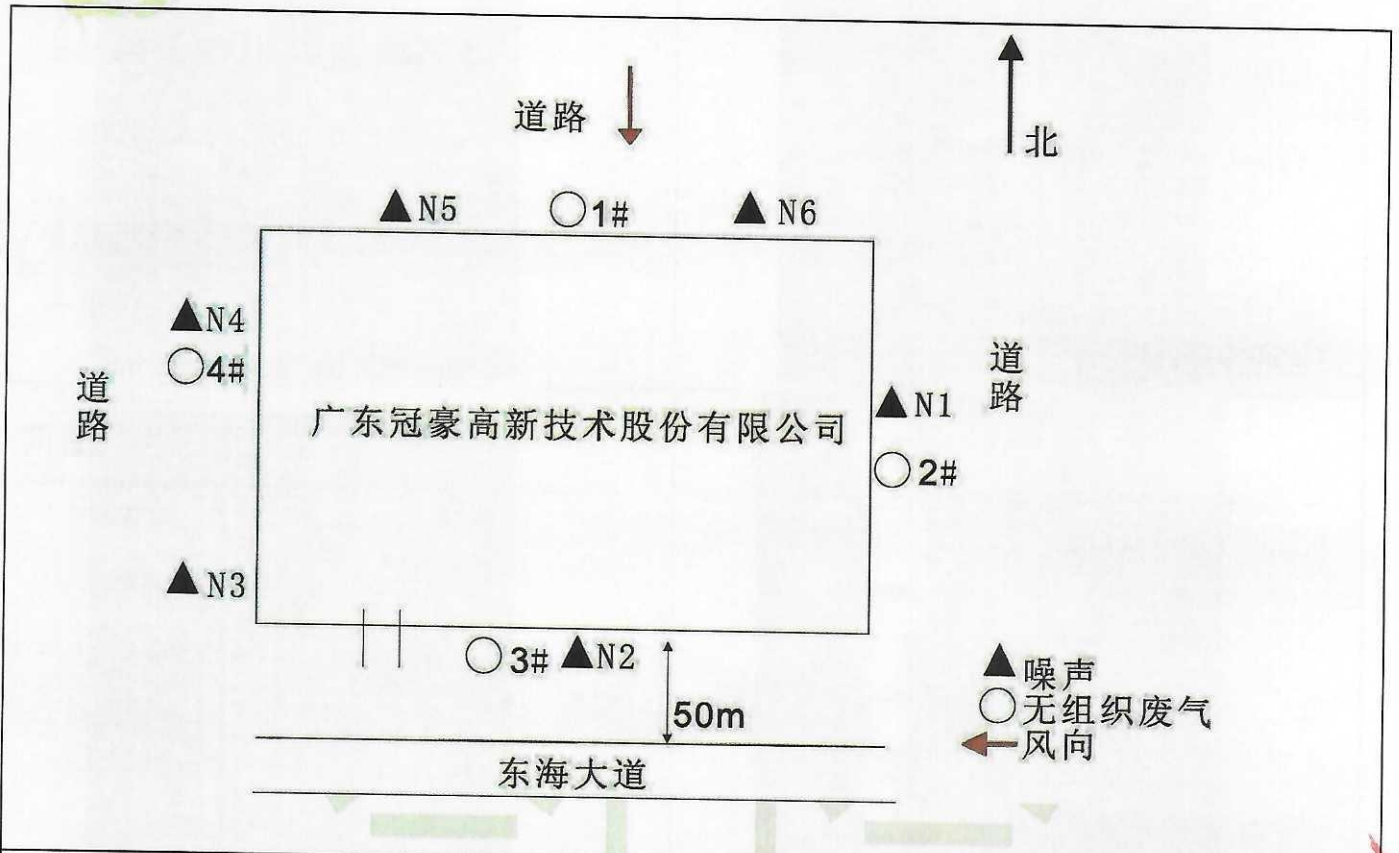 道路
北
▲N5
○1#
▲N6
▲N4
○4#
道路
道路
广东冠豪高新技术股份有限公司
▲N1
○2#
▲N3
○3#
▲N2
50m
▲噪声
○无组织废气
←风向
东海大道